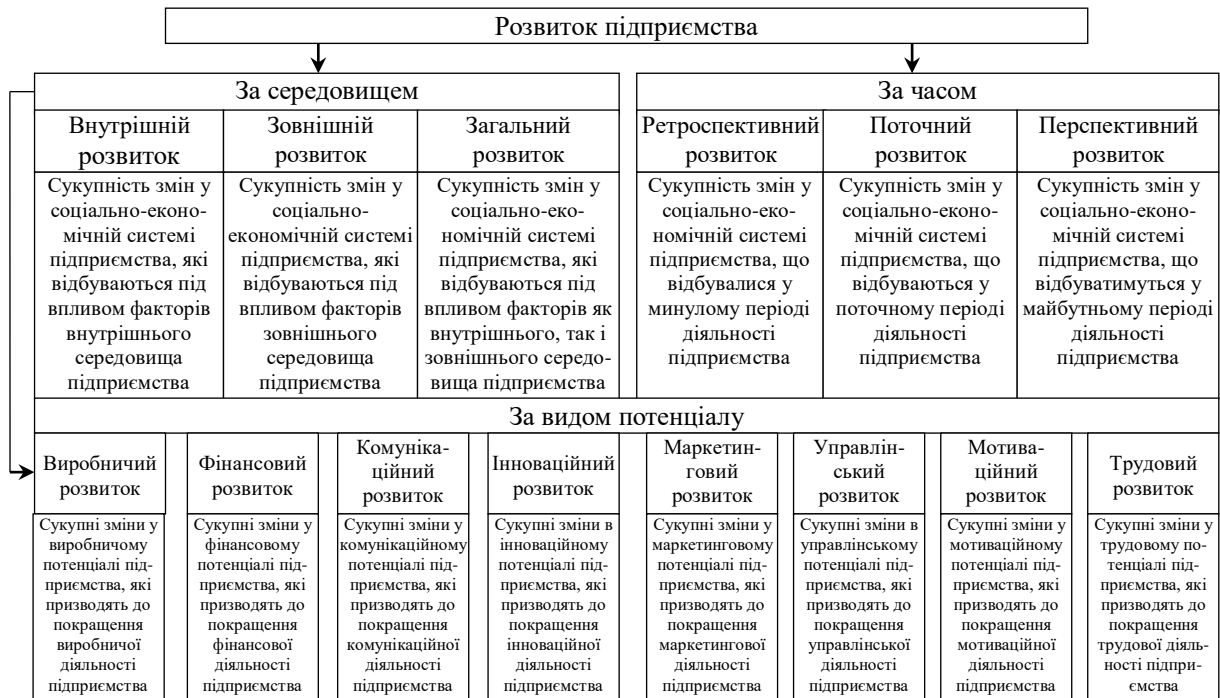 Розвиток підприємства
За середовищем
За часом
Внутрішній
розвиток
Зовнішній
розвиток
Загальний
розвиток
Ретроспективний
розвиток
Поточний
розвиток
Перспективний
розвиток
Сукупність змін у
соціально-еконо-
мічній системі
підприємства, які
відбуваються під
впливом факторів
внутрішнього
середовища
підприємства
Сукупність змін у
соціально-
економічній системі
підприємства, які
відбуваються під
впливом факторів
зовнішнього
середовища
підприємства
Сукупність змін у
соціально-еко-
номічній системі
підприємства, які
відбуваються під
впливом факторів як
внутрішнього, так і
зовнішнього середо-
вища підприємства
Сукупність змін у
соціально-еко-
номічній системі
підприємства, що
відбувалися у
минулому періоді
діяльності
підприємства
Сукупність змін у
соціально-еконо-
мічній системі
підприємства, що
відбуваються у
поточному періоді
діяльності
підприємства
Сукупність змін у
соціально-еконо-
мічній системі
підприємства, що
відбуватимуться у
майбутньому періоді
діяльності
підприємства
За видом потенціалу
Виробничий
розвиток
Фінансовий
розвиток
Комуніка-
ційний
розвиток
Інноваційний
розвиток
Маркетин-
говий
розвиток
Управлін-
ський
розвиток
Мотива-
ційний
розвиток
Трудовий
розвиток
Сукупні зміни у
виробничому
потенціалі під-
приємства, які
призводять до
покращення
виробничої
діяльності
підприємства
Сукупні зміни у
фінансовому
потенціалі під-
приємства, які
призводять до
покращення
фінансової
діяльності
підприємства
Сукупні зміни у
комунікаційному
потенціалі під-
приємства, які
призводять до
покращення
комунікаційної
діяльності
підприємства
Сукупні зміни в
інноваційному
потенціалі під-
приємства, які
призводять до
покращення
інноваційної
діяльності
підприємства
Сукупні зміни у
маркетинговому
потенціалі під-
приємства, які
призводять до
покращення
маркетингової
діяльності
підприємства
Сукупні зміни в
управлінському
потенціалі під-
приємства, які
призводять до
покращення
управлінської
діяльності
підприємства
Сукупні зміни у
мотиваційному
потенціалі під-
приємства, які
призводять до
покращення
мотиваційної
діяльності
підприємства
Сукупні зміни у
трудовому по-
тенціалі підпри-
ємства, які
призводять до
покращення
трудової діяль-
ності підпри-
ємства